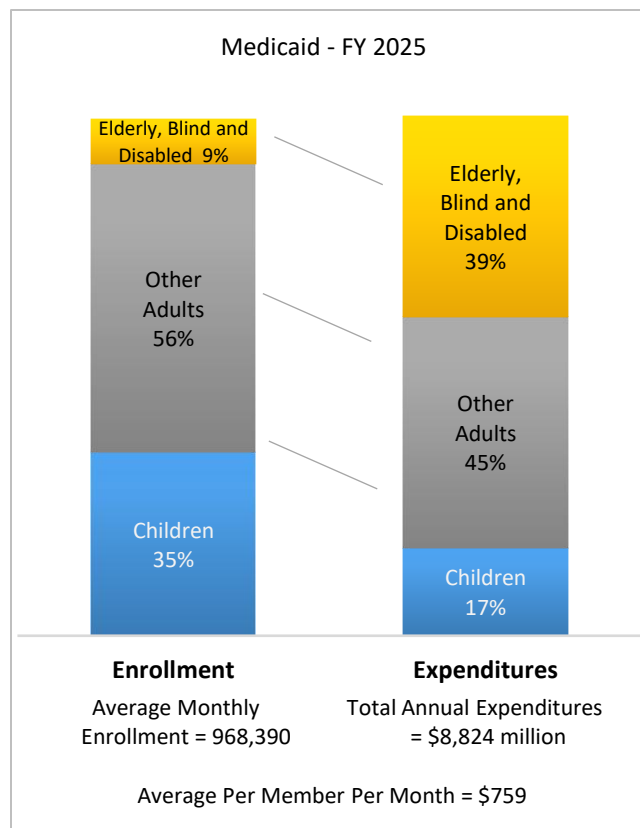 Medicaid - FY 2025
Elderly, Blind and
Disabled 9%
Other
Adults
56%
Children
35%
Elderly,
Blind and
Disabled
39%
Other
Adults
45%
Children
17%
Enrollment
Average Monthly
Enrollment = 968,390
Expenditures
Total Annual Expenditures
= $8,824 million
Average Per Member Per Month = $759